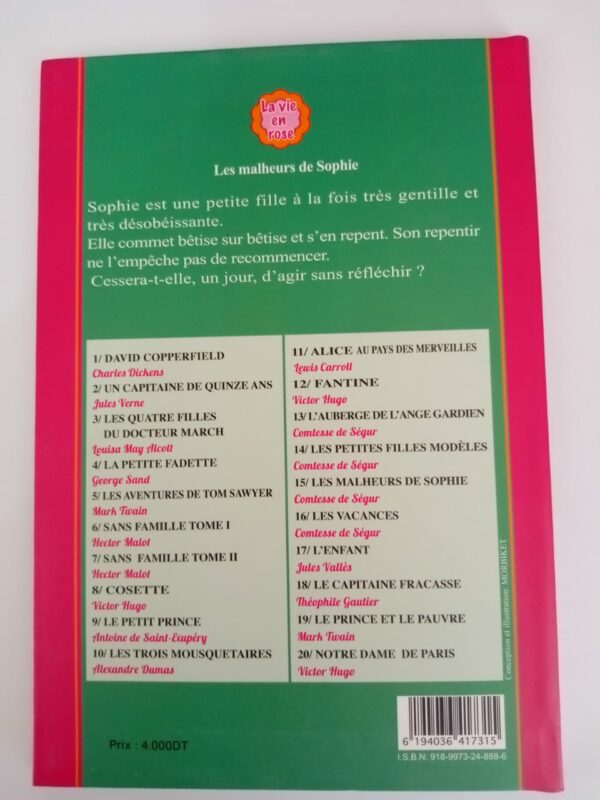 La vie
en
rose
Les malheurs de Sophie
Sophie est une petite fille à la fois très gentille et
très désobéissante.
Elle commet bêtise sur bêtise et s'en repent. Son repentir
ne l'empêche pas de recommencer.
Cessera-t-elle, un jour, d'agir sans réfléchir ?
1/ DAVID COPPERFIELD
Charles Dickens
2/ UN CAPITAINE DE QUINZE ANS
Jules Verne
3/ LES QUATRE FILLES
DU DOCTEUR MARCH
Louisa May Alcott
4/ LA PETITE FADETTE
George Sand
5/ LES AVENTURES DE TOM SAWYER
Mark Twain
6/ SANS FAMILLE TOME I
Hector Malot
7/ SANS FAMILLE TOME II
Hector Malot
8/ COSETTE
Victor Hugo
9/ LE PETIT PRINCE
Antoine de Saint-Exupéry
10/ LES TROIS MOUSQUETAIRES
Alexandre Dumas
11/ ALICE AU PAYS DES MERVEILLES
Lewis Carroll
12/ FANTINE
Victor Hugo
13/ L'AUBERGE DE L'ANGE GARDIEN
Comtesse de Ségur
14/ LES PETITES FILLES MODÈLES
Comtesse de Ségur
15/ LES MALHEURS DE SOPHIE
Comtesse de Ségur
16/ LES VACANCES
Comtesse de Ségur
17/ L'ENFANT
Jules Vallès
18/ LE CAPITAINE FRACASSE
Théophile Gautier
19/ LE PRINCE ET LE PAUVRE
Mark Twain
20/ NOTRE DAME DE PARIS
Victor Hugo
Conception et illustration: MORBIKET
Prix : 4.000DT
6 194036 417315
I.S.B.N: 918-9973-24-888-6